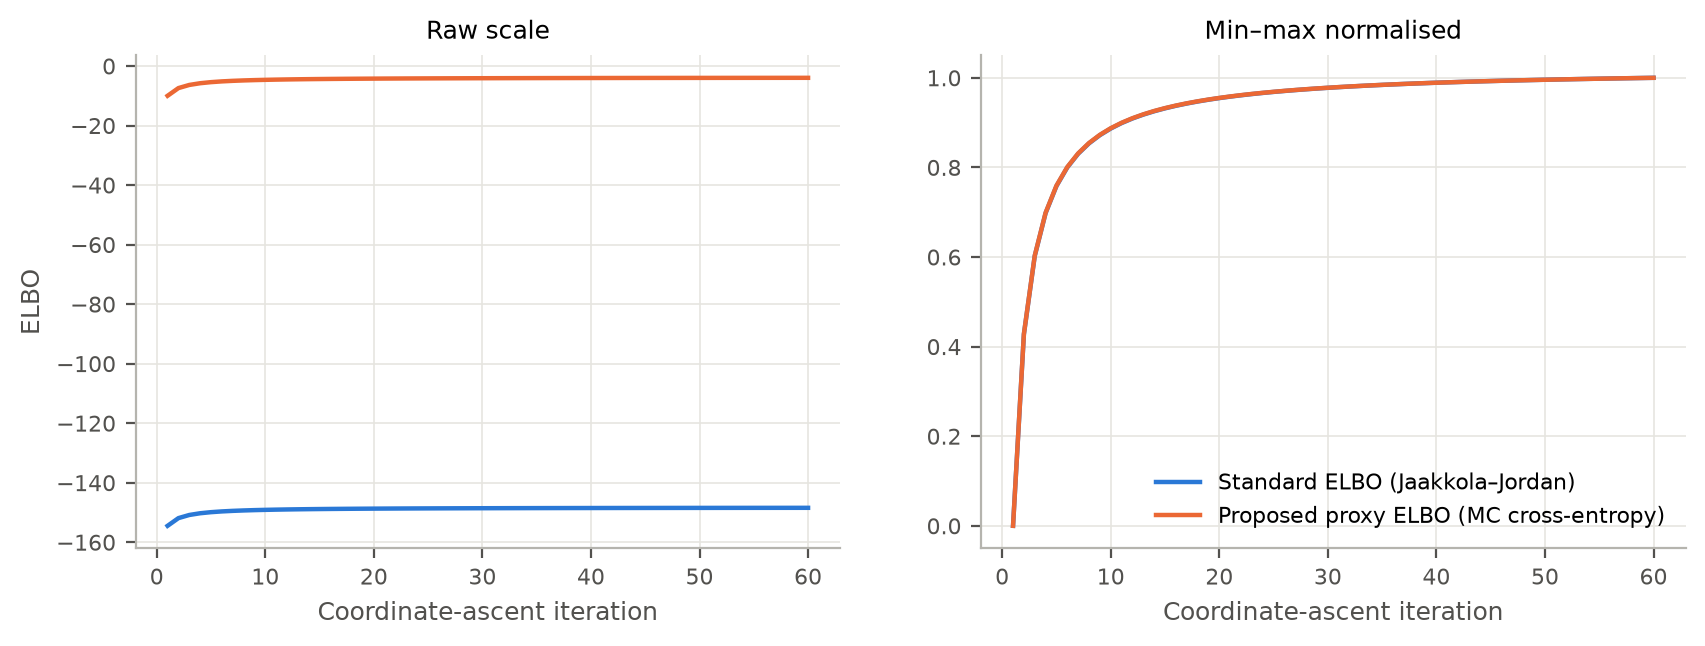 Raw scale
ELBO
0
−20
−40
−60
−80
−100
−120
−140
−160
0 10 20 30 40 50 60
Coordinate-ascent iteration
Min–max normalised
1.0
0.8
0.6
0.4
0.2
0.0
Standard ELBO (Jaakkola–Jordan)
Proposed proxy ELBO (MC cross-entropy)
0 10 20 30 40 50 60
Coordinate-ascent iteration